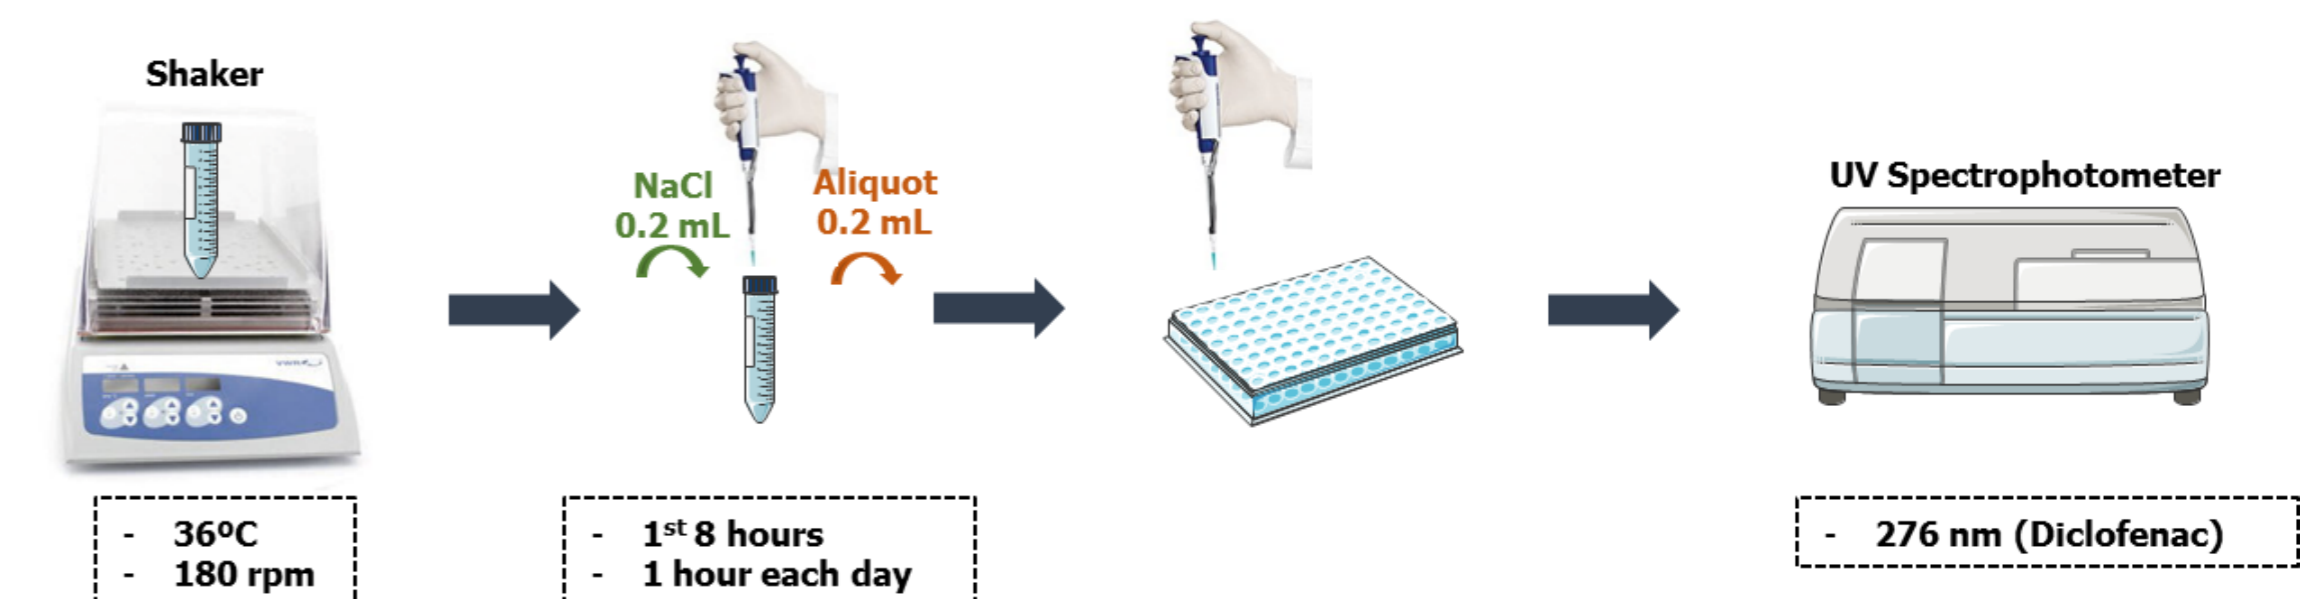 Shaker
NaCl
0.2 mL
Aliquot
0.2 mL
UV Spectrophotometer
VWR
- 36ºC
- 180 rpm
- 1st 8 hours
- 1 hour each day
- 276 nm (Diclofenac)